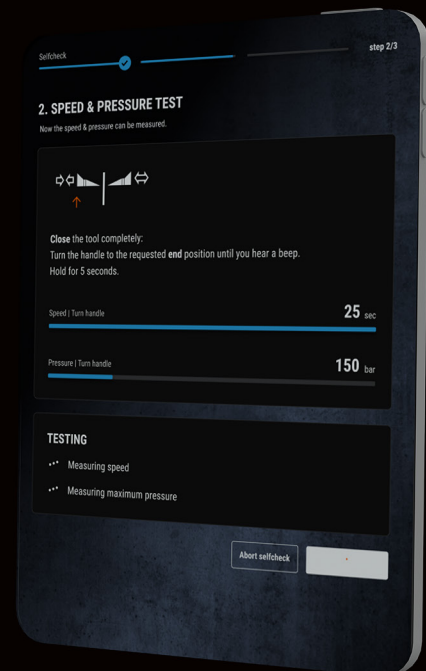 Selfcheck
step 2/3
2. SPEED & PRESSURE TEST
Now the speed & pressure can be measured.
Close the tool completely:
Turn the handle to the requested end position until you hear a beep.
Hold for 5 seconds.
Speed | Turn handle
25 sec
Pressure | Turn handle
150 bar
TESTING
Measuring speed
Measuring maximum pressure
Abort selfcheck